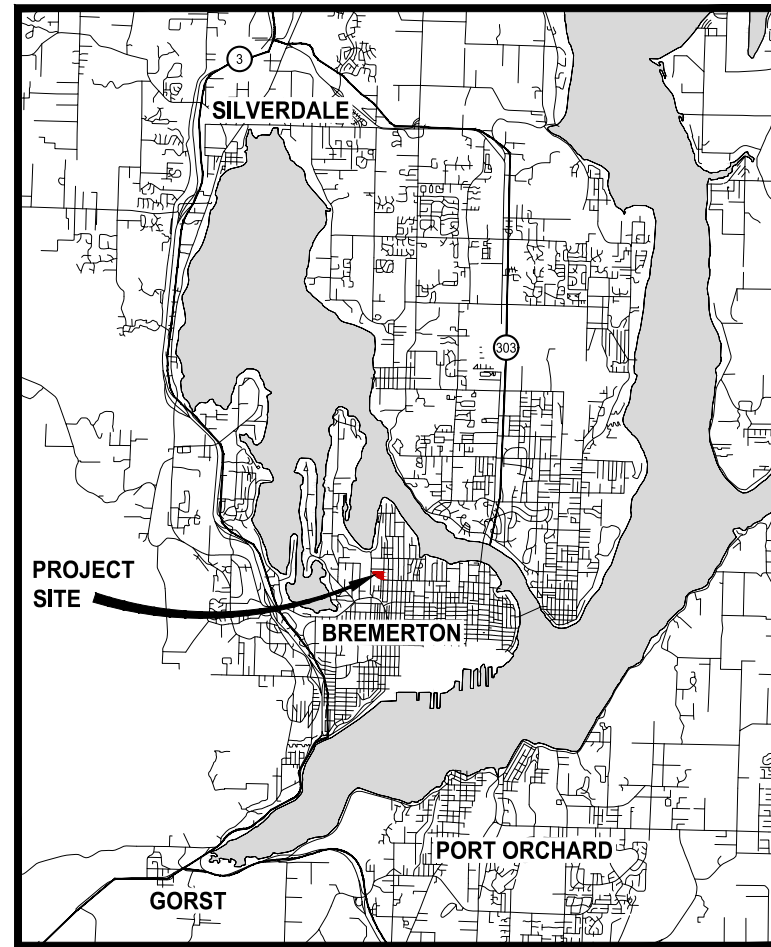 3
SILVERDALE
303
PROJECT
SITE
BREMERTON
PORT ORCHARD
GORST